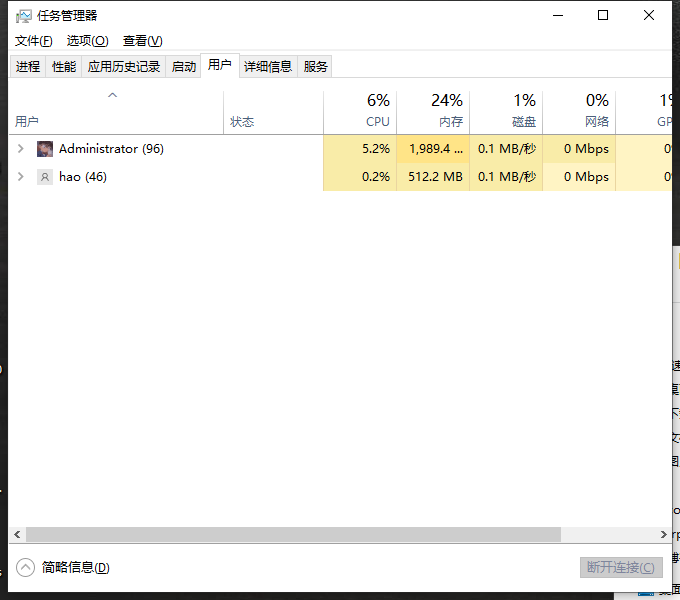 任务管理器
文件(F) 选项(O) 查看(V)
进程 性能 应用历史记录 启动 用户 详细信息 服务
6% 24% 1% 0% 1%
用户 状态 CPU 内存 磁盘 网络 GP
Administrator (96) 5.2% 1,989.4 ... 0.1 MB/秒 0 Mbps 0
hao (46) 0.2% 512.2 MB 0.1 MB/秒 0 Mbps 0
简略信息(D) 断开连接(C)